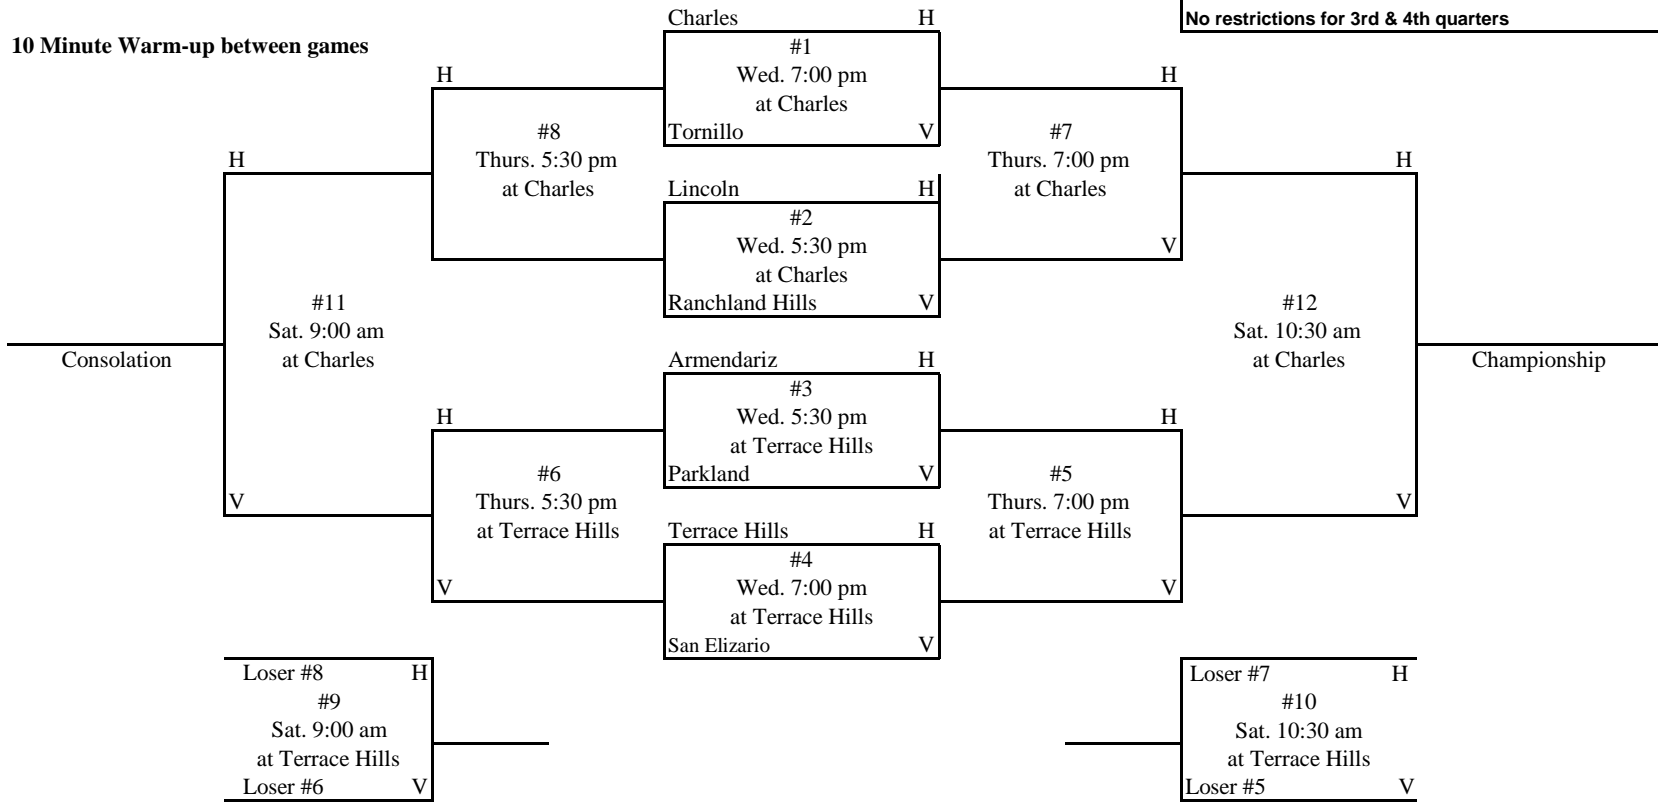 Charles H
No restrictions for 3rd & 4th quarters
10 Minute Warm-up between games
#1
H Wed. 7:00 pm H
at Charles
#8 Tornillo V #7
H Thurs. 5:30 pm Thurs. 7:00 pm H
at Charles Lincoln H at Charles
#2
Wed. 5:30 pm V
at Charles
#11 Ranchland Hills V #12
Sat. 9:00 am Sat. 10:30 am
Consolation at Charles Armendariz H at Charles Championship
#3
H Wed. 5:30 pm H
at Terrace Hills
#6 Parkland V #5
V Thurs. 5:30 pm Thurs. 7:00 pm V
at Terrace Hills Terrace Hills H at Terrace Hills
#4
V Wed. 7:00 pm V
at Terrace Hills
San Elizario V
Loser #8 H Loser #7 H
#9 #10
Sat. 9:00 am Sat. 10:30 am
at Terrace Hills at Terrace Hills
Loser #6 V Loser #5 V